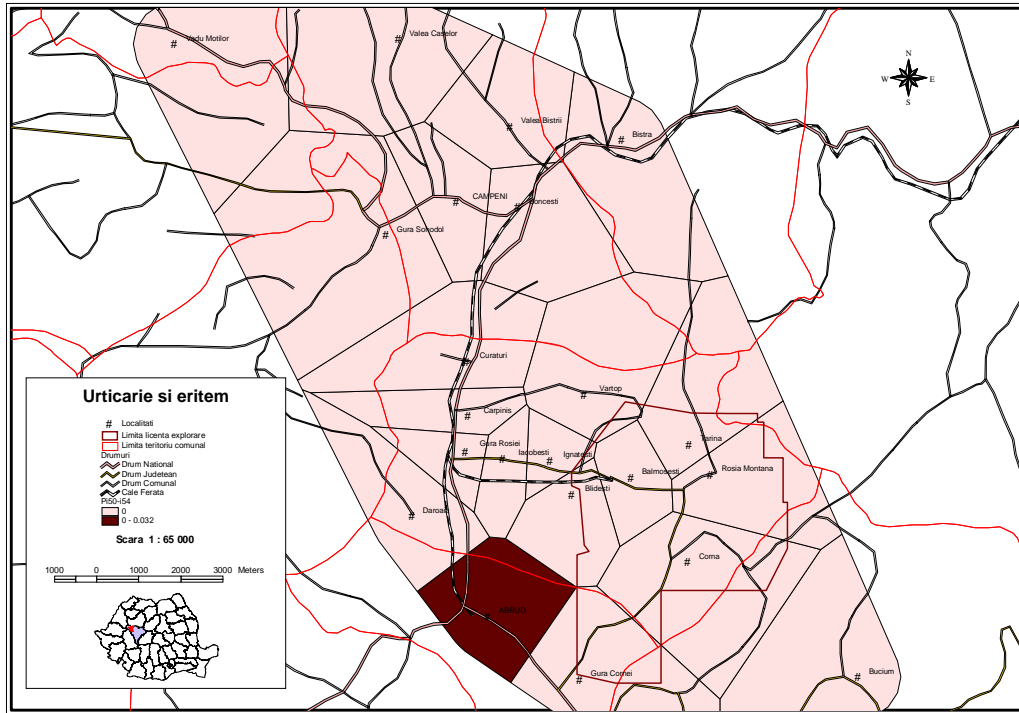 Vadu Motilor
Valea Caselor
N
W
E
S
Valea Bistrii
Bistra
CAMPENI
Boncesti
Gura Sohodol
Curaturi
Vartop
Carpinis
Tarina
Gura Rosiei
Iacobesti
Ignatesti
Balmosesti
Rosia Montana
Blidesti
Daroaia
Corna
ABRUD
Gura Cornei
Bucium
Urticarie si eritem
# Localitati
Limita licenta explorare
Limita teritoriu comunal
Drumuri
Drum National
Drum Judetean
Drum Comunal
Cale Ferata
Pi50-i54
0
0 - 0.032
Scara 1 : 65 000
1000 0 1000 2000 3000 Meters